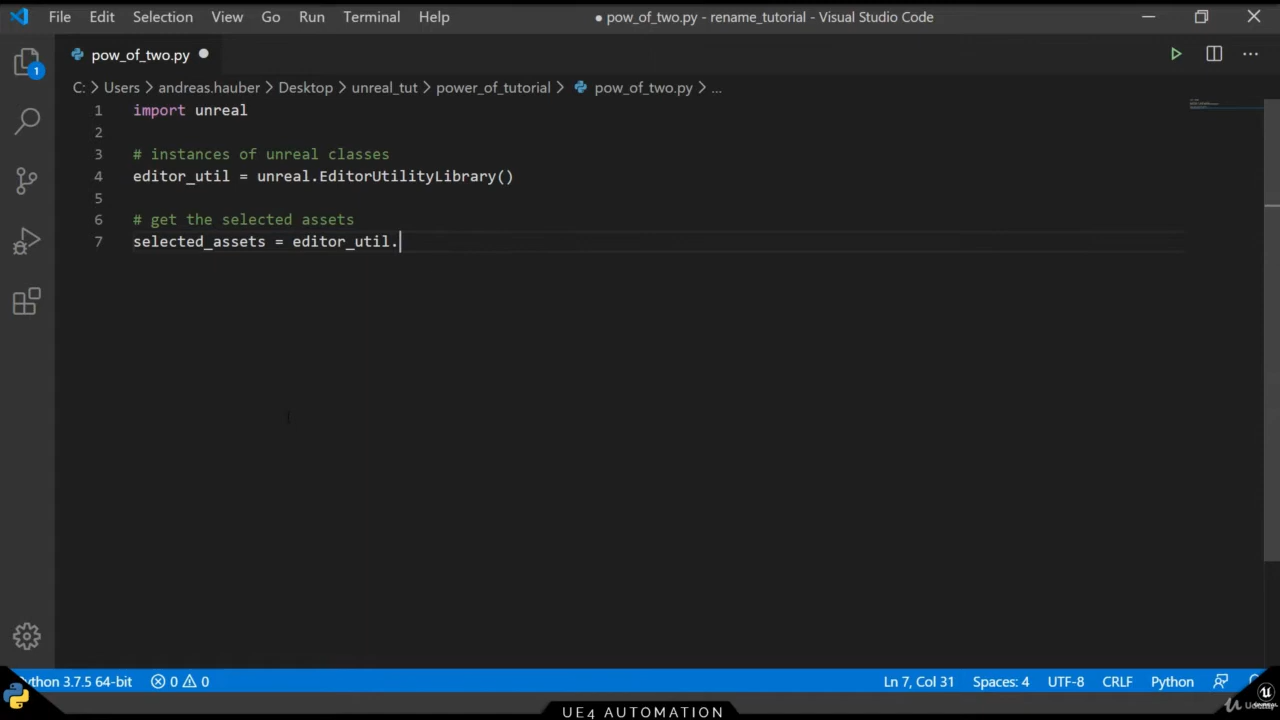 File Edit Selection View Go Run Terminal Help ● pow_of_two.py - rename_tutorial - Visual Studio Code
pow_of_two.py
1
C: > Users > andreas.hauber > Desktop > unreal_tut > power_of_tutorial > pow_of_two.py > ...
1 import unreal
2
3 # instances of unreal classes
4 editor_util = unreal.EditorUtilityLibrary()
5
6 # get the selected assets
7 selected_assets = editor_util.
ython 3.7.5 64-bit 0 0 Ln 7, Col 31 Spaces: 4 UTF-8 CRLF Python
UE4 AUTOMATION